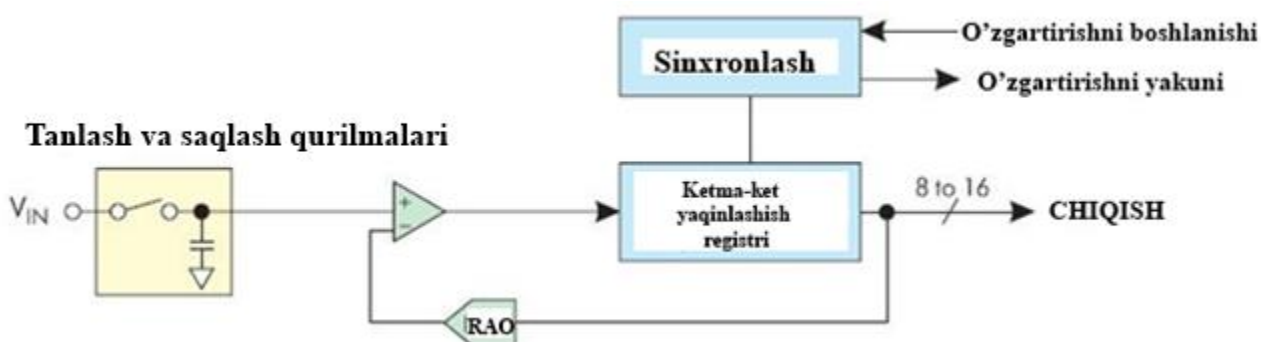 O'zgartirishni boshlanishi
Sinxronlash
O'zgartirishni yakuni
Tanlash va saqlash qurilmalari
V_IN
+
−
Ketma-ket
yaqinlashish
registri
8 to 16
CHIQISH
RAO